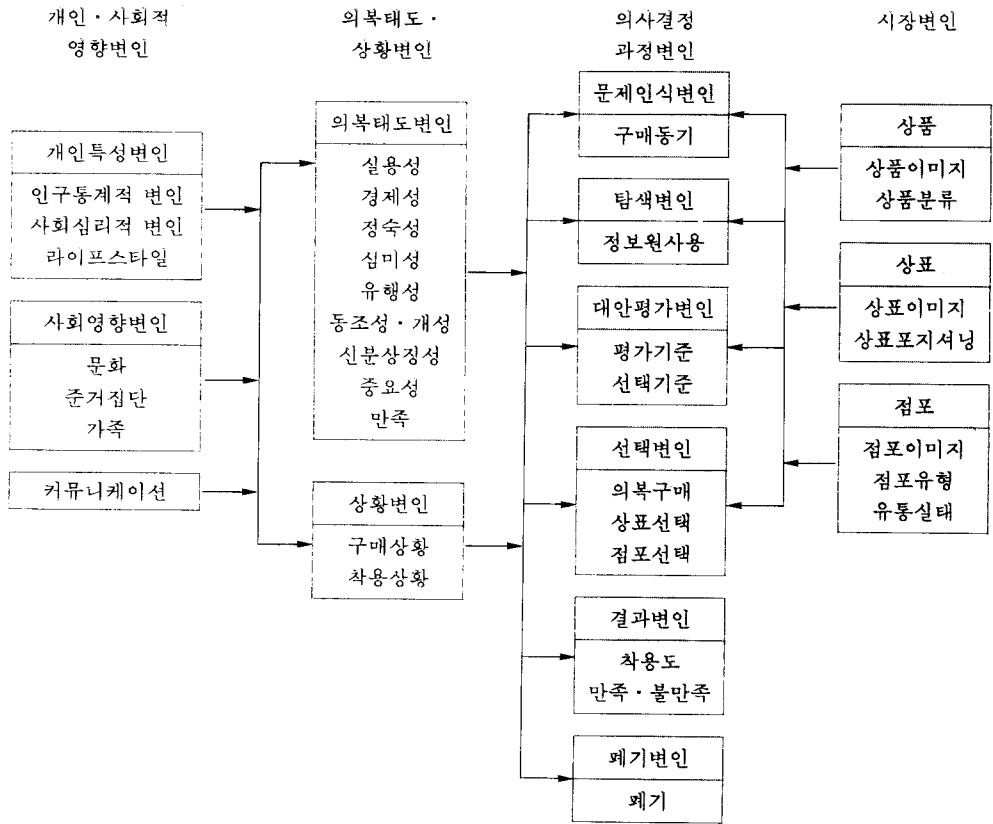 개인·사회적
영향변인
개인특성변인
인구통계적 변인
사회심리적 변인
라이프스타일
사회영향변인
문화
준거집단
가족
커뮤니케이션
의복태도·
상황변인
의복태도변인
실용성
경제성
정숙성
심미성
유행성
동조성·개성
신분상징성
중요성
만족
상황변인
구매상황
착용상황
의사결정
과정변인
문제인식변인
구매동기
탐색변인
정보원사용
대안평가변인
평가기준
선택기준
선택변인
의복구매
상표선택
점포선택
결과변인
착용도
만족·불만족
폐기변인
폐기
시장변인
상품
상품이미지
상품분류
상표
상표이미지
상표포지셔닝
점포
점포이미지
점포유형
유통실태